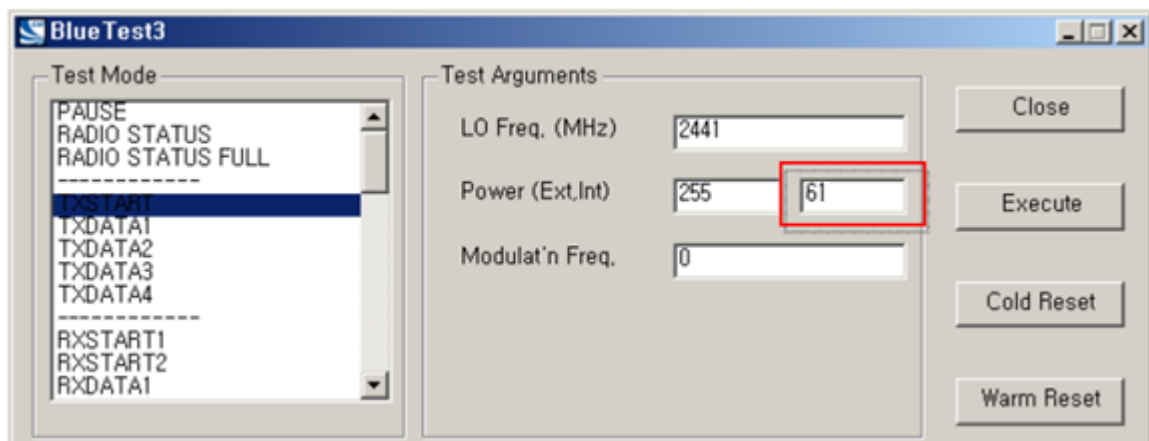 BlueTest3
Test Mode
PAUSE
RADIO STATUS
RADIO STATUS FULL
------------
TXSTART
TXDATA1
TXDATA2
TXDATA3
TXDATA4
------------
RXSTART1
RXSTART2
RXDATA1
Test Arguments
LO Freq. (MHz) 2441
Power (Ext,Int) 255 61
Modulat'n Freq. 0
Close
Execute
Cold Reset
Warm Reset